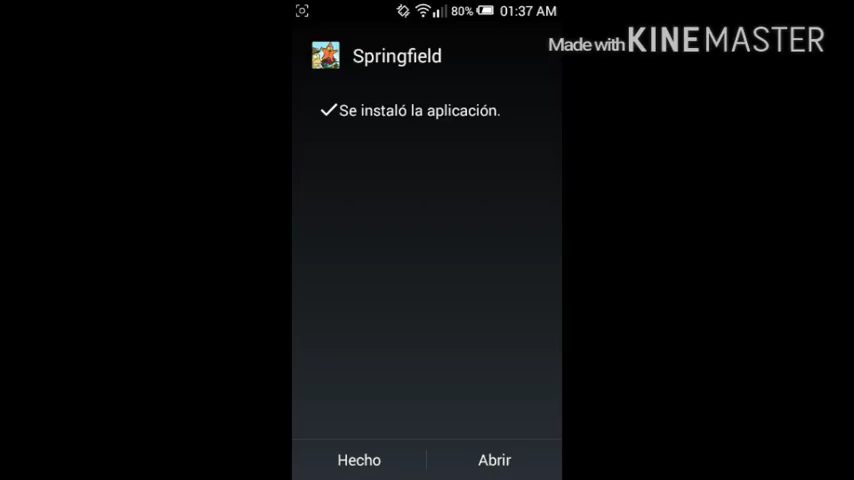 80% 01:37 AM
Made with KINEMASTER
Springfield
Se instaló la aplicación.
Hecho Abrir